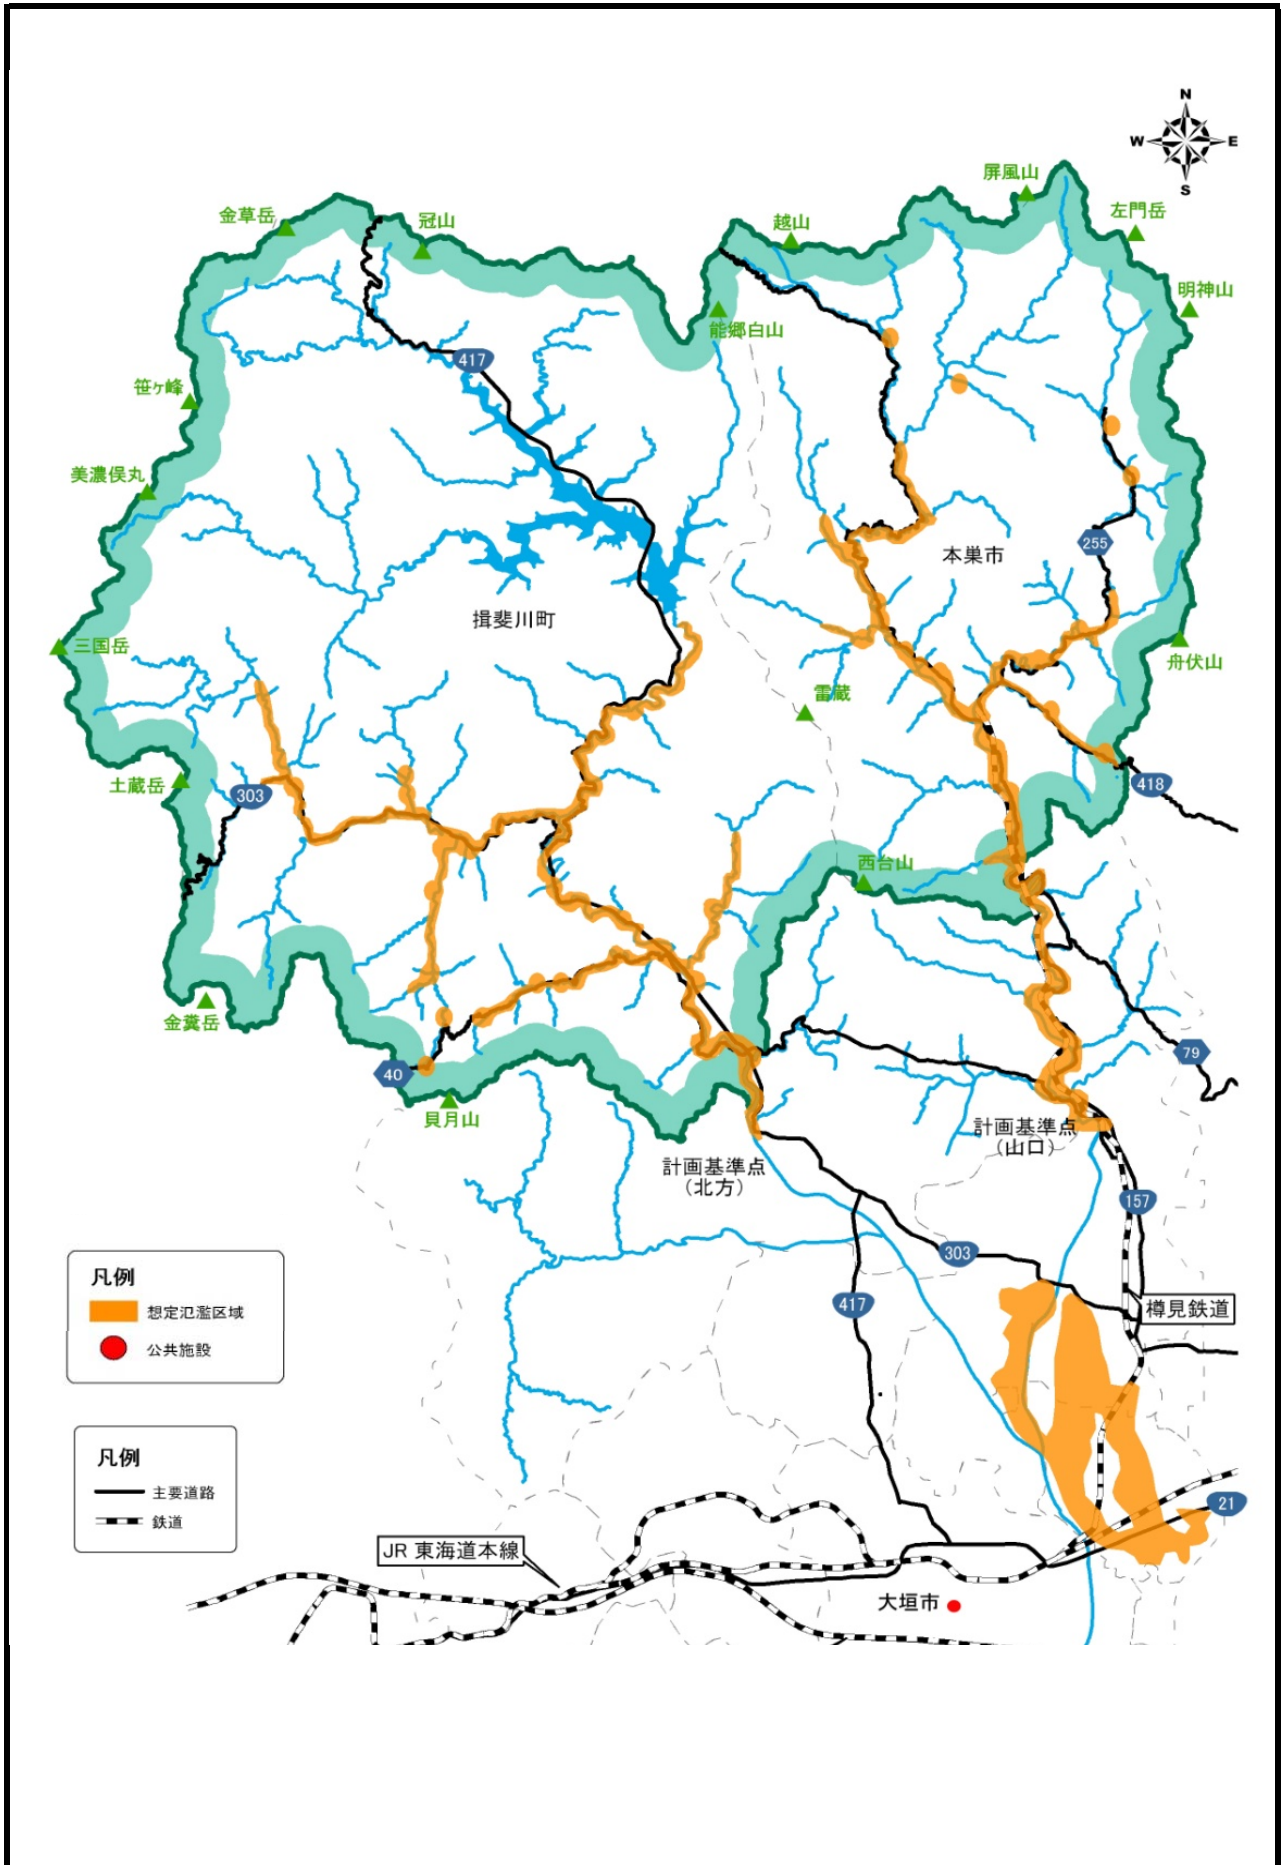 N
W E
S
屏風山
左門岳
金草岳
冠山
越山
明神山
能郷白山
417
笹ヶ峰
美濃俣丸
255
本巣市
揖斐川町
三国岳
舟伏山
雷蔵
土蔵岳
303
418
西台山
金糞岳
79
40
貝月山
計画基準点
(山口)
計画基準点
(北方)
157
303
凡例
想定氾濫区域
公共施設
417
樽見鉄道
凡例
主要道路
鉄道
21
JR 東海道本線
大垣市